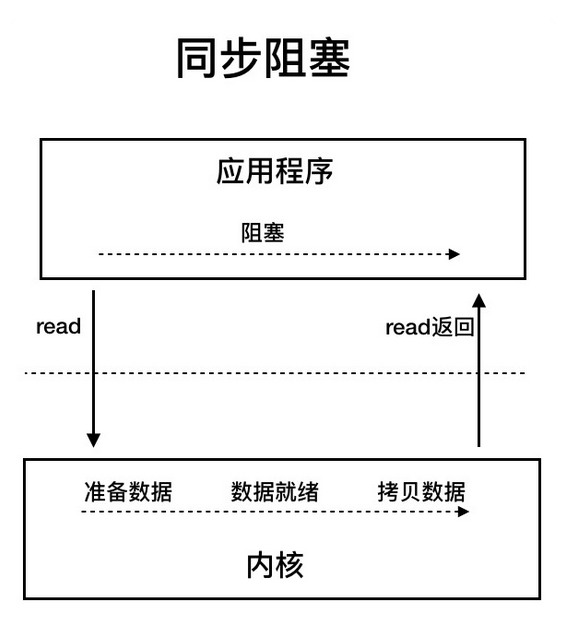 同步阻塞
应用程序
阻塞
read
read返回
准备数据 数据就绪 拷贝数据
内核